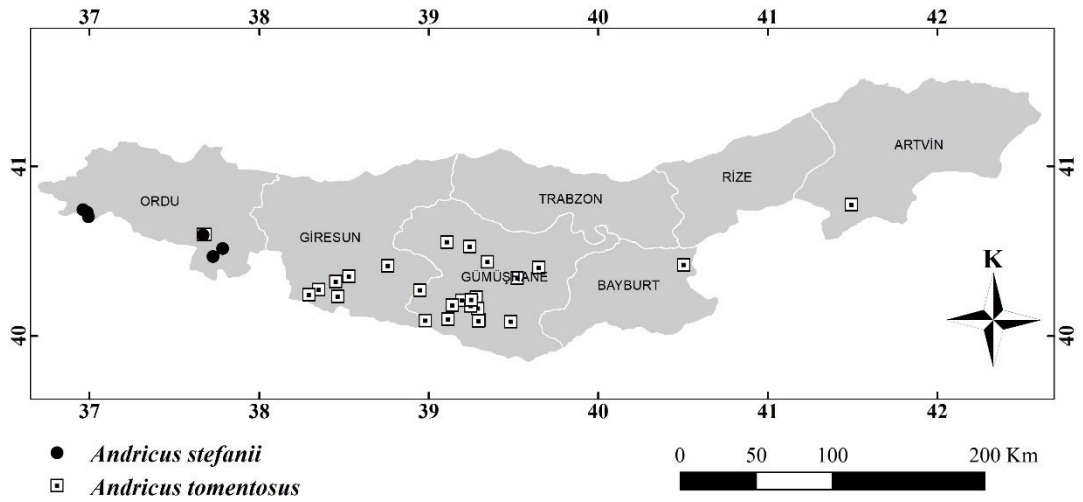 37 38 39 40 41 42
41 41
ARTVİN
RİZE
ORDU TRABZON
GİRESUN
GÜMÜŞHANE
BAYBURT
K
40 40
37 38 39 40 41 42
Andricus stefanii
0 50 100 200 Km
Andricus tomentosus